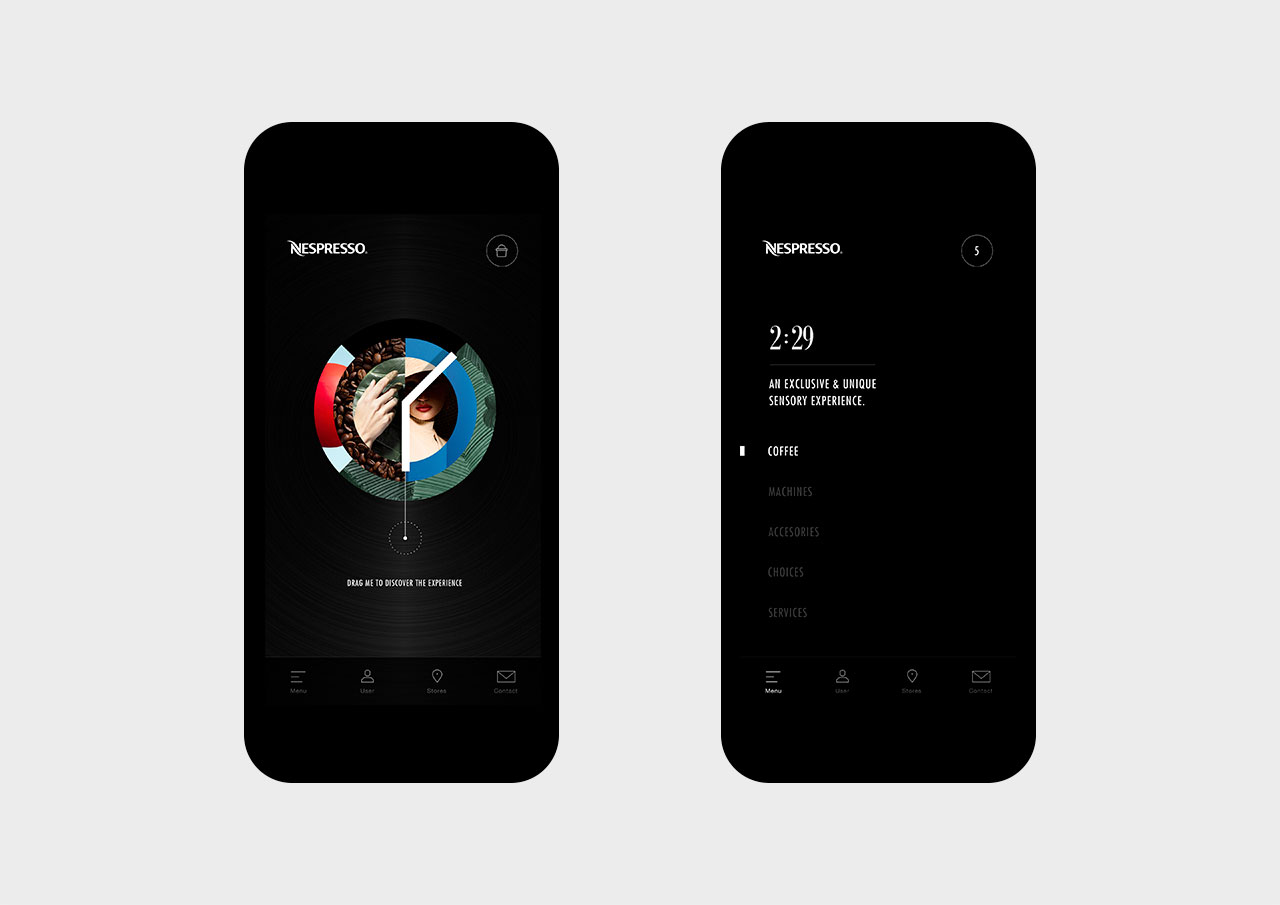 NESPRESSO
DRAG ME TO DISCOVER THE EXPERIENCE
Menu
User
Stores
Contact
NESPRESSO
5
2:29
AN EXCLUSIVE & UNIQUE
SENSORY EXPERIENCE.
COFFEE
MACHINES
ACCESORIES
CHOICES
SERVICES
Menu
User
Stores
Contact